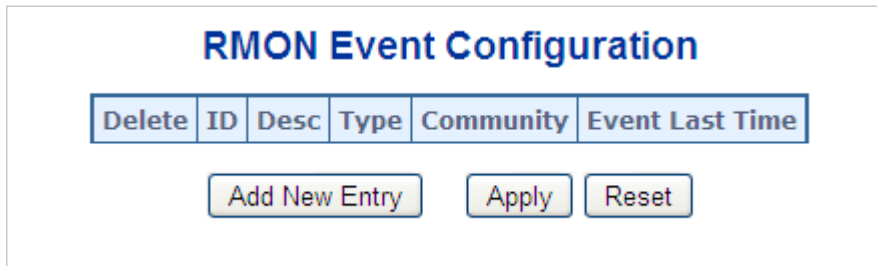 RMON Event Configuration
Delete ID Desc Type Community Event Last Time
Add New Entry Apply Reset